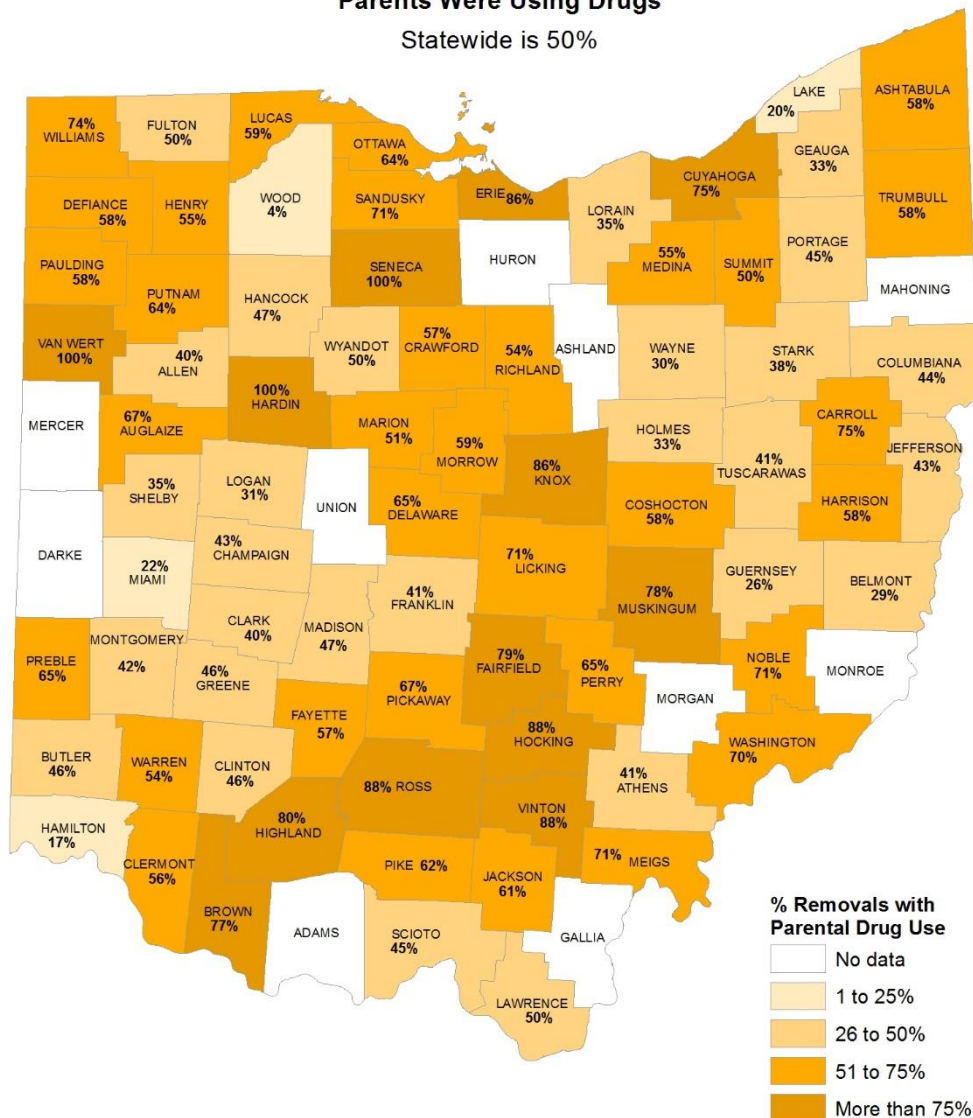 Parents Were Using Drugs
Statewide is 50%
LAKE
20%
ASHTABULA
58%
74%
WILLIAMS
FULTON
50%
LUCAS
59%
OTTAWA
64%
GEAUGA
33%
CUYAHOGA
75%
WOOD
4%
SANDUSKY
71%
ERIE 86%
DEFIANCE
58%
HENRY
55%
LORAIN
35%
TRUMBULL
58%
PORTAGE
45%
55%
MEDINA
SUMMIT
50%
HURON
PAULDING
58%
SENECA
100%
MAHONING
PUTNAM
64%
HANCOCK
47%
VAN WERT
100%
40%
ALLEN
WYANDOT
50%
57%
CRAWFORD
54%
RICHLAND
ASHLAND
WAYNE
30%
STARK
38%
COLUMBIANA
44%
100%
HARDIN
MERCER
67%
AUGLAIZE
MARION
51%
59%
MORROW
HOLMES
33%
CARROLL
75%
JEFFERSON
43%
41%
TUSCARAWAS
86%
KNOX
35%
SHELBY
LOGAN
31%
UNION
65%
DELAWARE
COSHOCTON
58%
HARRISON
58%
DARKE
43%
CHAMPAIGN
22%
MIAMI
71%
LICKING
GUERNSEY
26%
BELMONT
29%
41%
FRANKLIN
78%
MUSKINGUM
CLARK
40%
MADISON
47%
MONTGOMERY
42%
PREBLE
65%
46%
GREENE
79%
FAIRFIELD
65%
PERRY
NOBLE
71%
MONROE
MORGAN
67%
PICKAWAY
FAYETTE
57%
88%
HOCKING
WASHINGTON
70%
BUTLER
46%
WARREN
54%
CLINTON
46%
88% ROSS
41%
ATHENS
VINTON
88%
80%
HIGHLAND
HAMILTON
17%
CLERMONT
56%
PIKE 62%
JACKSON
61%
71% MEIGS
BROWN
77%
ADAMS
SCIOTO
45%
GALLIA
LAWRENCE
50%
% Removals with
Parental Drug Use
No data
1 to 25%
26 to 50%
51 to 75%
More than 75%